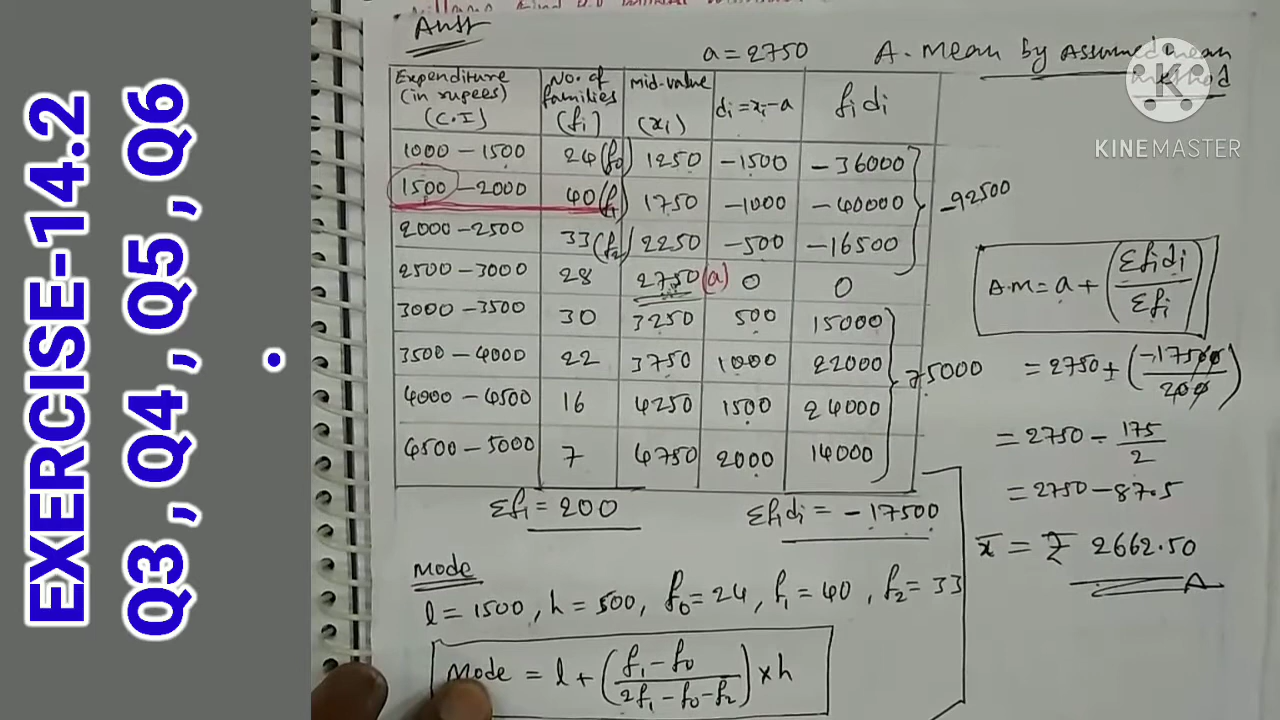 EXERCISE-14.2
Q3 , Q4 , Q5 , Q6 .
KINEMASTER
Ans:
a = 2750 A. Mean by Assumed mean
Expenditure (in rupees) (C.I) | No. of families (fi) | mid-value (xi) | di = xi - a | fidi
1000 - 1500 24(f0) 1250 -1500 -36000
1500 - 2000 40(f1) 1750 -1000 -40000
2000 - 2500 33(f2) 2250 -500 -16500
-92500
2500 - 3000 28 2750(a) 0 0
3000 - 3500 30 3250 500 15000
3500 - 4000 22 3750 1000 22000
4000 - 4500 16 4250 1500 24000
4500 - 5000 7 4750 2000 14000
75000
Σfi = 200 Σfidi = -17500
A.M = a + (Σfidi / Σfi)
= 2750 + (-17500 / 200)
= 2750 - 175/2
= 2750 - 87.5
x̄ = ₹ 2662.50
Mode
l = 1500, h = 500, f0 = 24, f1 = 40, f2 = 33
Mode = l + (f1 - f0 / 2f1 - f0 - f2) × h